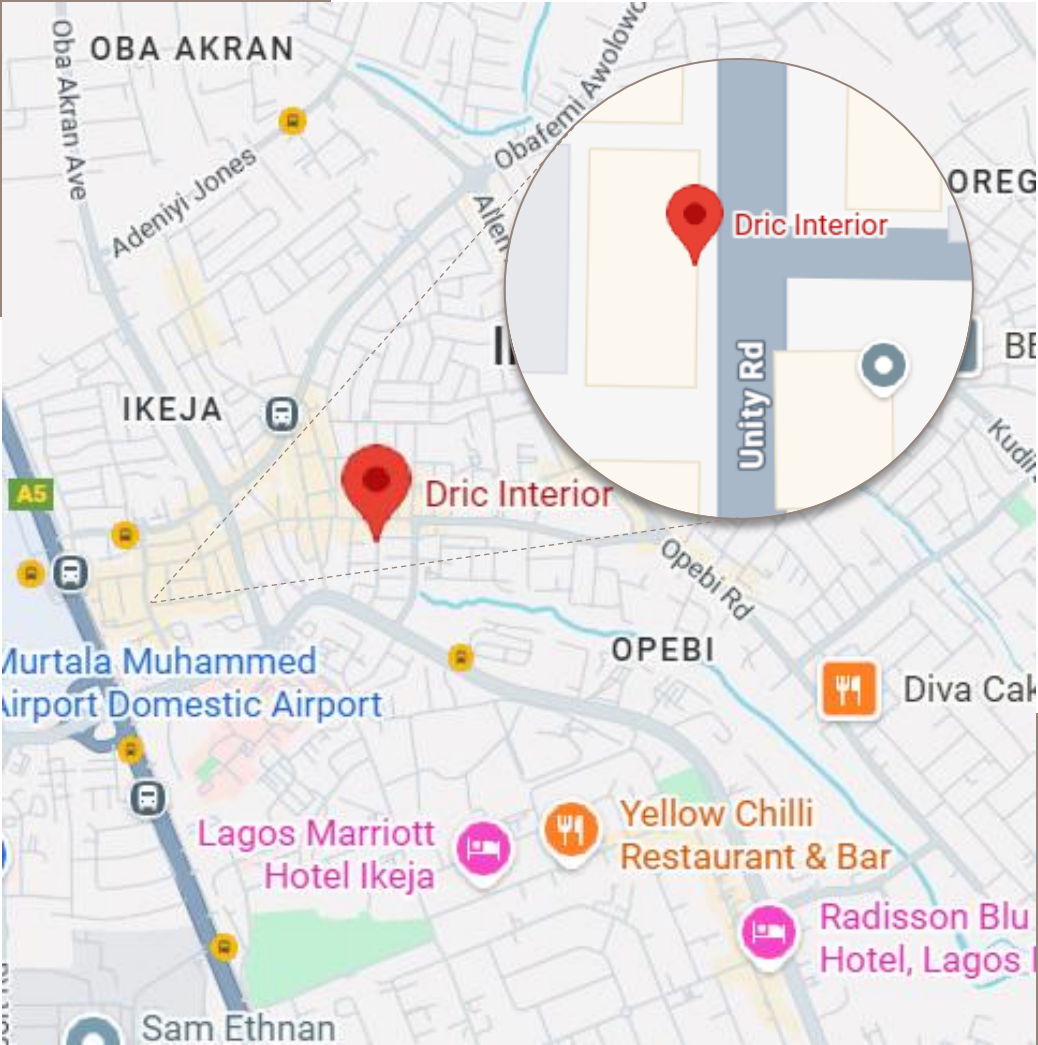 OBA AKRAN
Oba Akran Ave
Obafemi Awolowo
Adeniyi Jones
Allen
OREG
Dric Interior
Unity Rd
BE
IKEJA
Kudir
A5
Dric Interior
Opebi Rd
OPEBI
Murtala Muhammed
Airport Domestic Airport
Diva Cak
Lagos Marriott
Hotel Ikeja
Yellow Chilli
Restaurant & Bar
Radisson Blu
Hotel, Lagos
Sam Ethnan